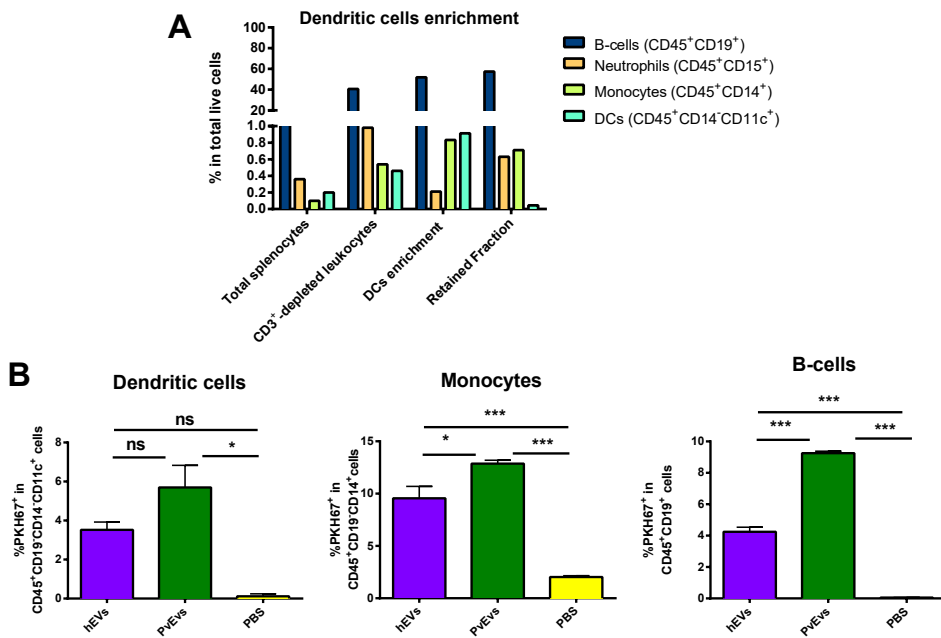 A
Dendritic cells enrichment
% in total live cells
100
80
60
40
20
1.0
0.8
0.6
0.4
0.2
0.0
Total splenocytes
CD3⁺-depleted leukocytes
DCs enrichment
Retained Fraction
B-cells (CD45⁺CD19⁺)
Neutrophils (CD45⁺CD15⁺)
Monocytes (CD45⁺CD14⁺)
DCs (CD45⁺CD14⁻CD11c⁺)
B
Dendritic cells
ns
ns
*
%PKH67⁺ in
CD45⁺CD19⁻CD14⁻CD11c⁺ cells
8
6
4
2
0
hEVs
PvEvs
PBS
Monocytes
***
*
***
%PKH67⁺ in
CD45⁺CD19⁻CD14⁺cells
15
10
5
0
hEVs
PvEVs
PBS
B-cells
***
***
***
%PKH67⁺ in
CD45⁺CD19⁺ cells
10
8
6
4
2
0
hEVs
PvEVs
PBS